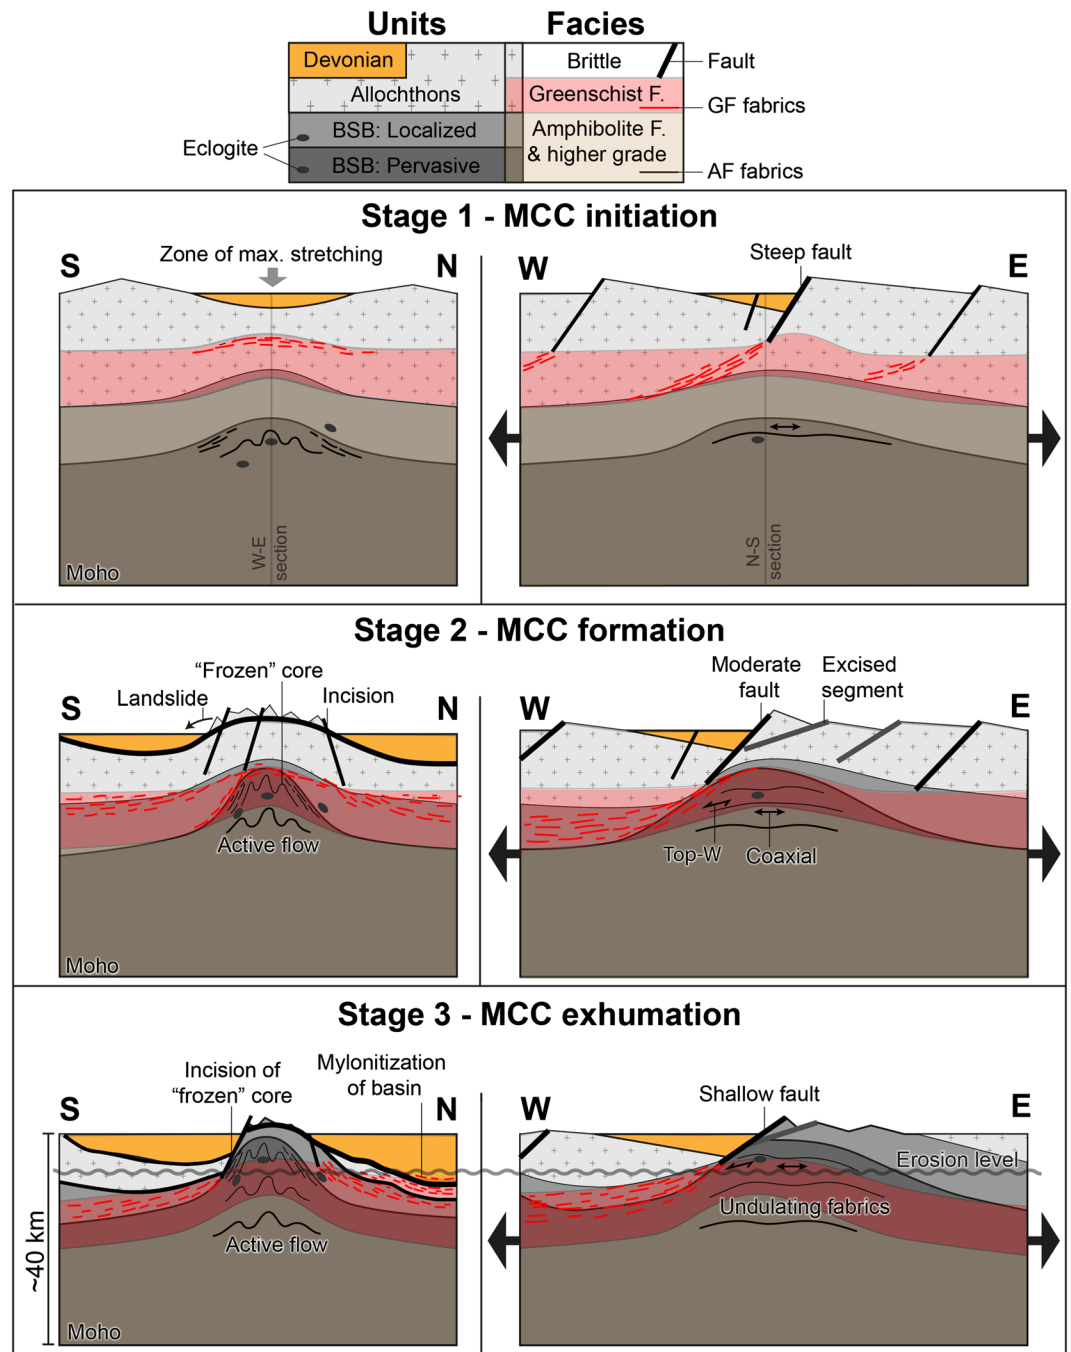 Units
Facies
Devonian
Brittle
Fault
Allochthons
Greenschist F.
GF fabrics
Eclogite
BSB: Localized
Amphibolite F.
& higher grade
BSB: Pervasive
AF fabrics
Stage 1 - MCC initiation
S
Zone of max. stretching
N
W
Steep fault
E
W-E
section
N-S
section
Moho
Stage 2 - MCC formation
S
“Frozen” core
Landslide
Incision
N
W
Moderate
fault
Excised
segment
E
Active flow
Top-W
Coaxial
Moho
Stage 3 - MCC exhumation
S
Incision of
“frozen” core
Mylonitization
of basin
N
W
Shallow fault
E
Erosion level
Undulating fabrics
Active flow
~40 km
Moho